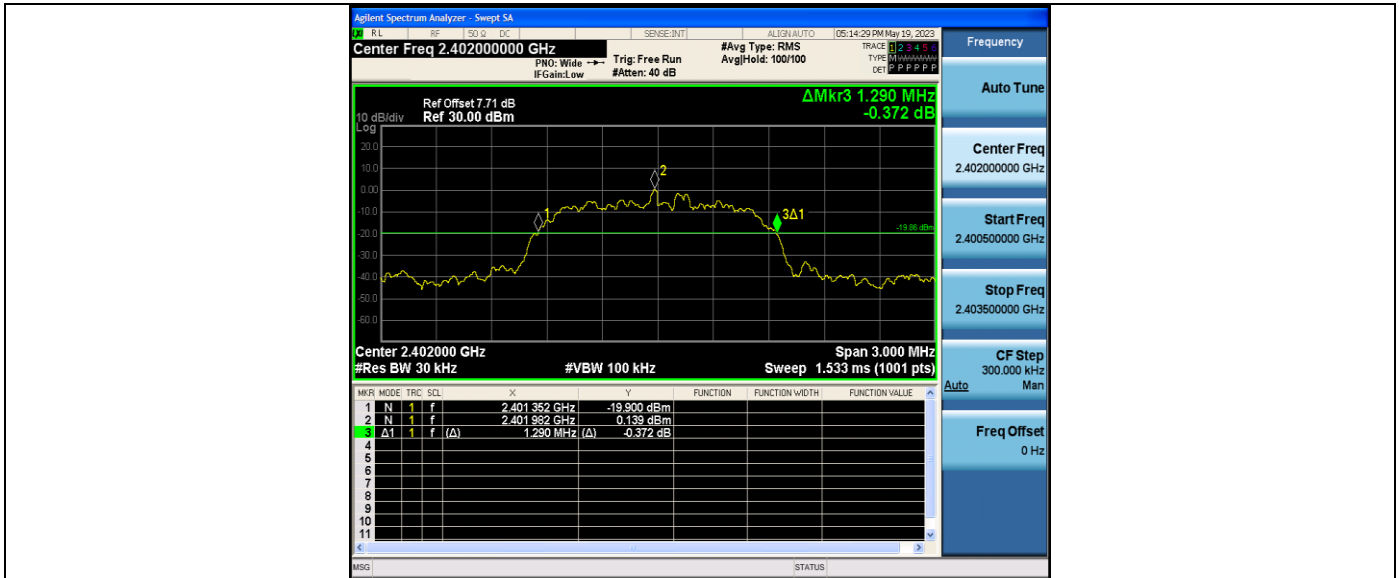 Agilent Spectrum Analyzer - Swept SA
RL RF 50 Ω DC SENSE:INT ALIGNAUTO 05:14:29 PM May 19, 2023
Center Freq 2.402000000 GHz
PNO: Wide
IFGain:Low
Trig: Free Run
#Atten: 40 dB
#Avg Type: RMS
Avg|Hold: 100/100
TRACE 1 2 3 4 5 6
TYPE M
DET P P P P P P
Ref Offset 7.71 dB
10 dB/div Ref 30.00 dBm
Log
ΔMkr3 1.290 MHz
-0.372 dB
20.0
10.0
0.00
-10.0
-20.0
-30.0
-40.0
-50.0
-60.0
1
2
3Δ1
-19.86 dBm
Center 2.402000 GHz Span 3.000 MHz
#Res BW 30 kHz #VBW 100 kHz Sweep 1.533 ms (1001 pts)
MKR MODE TRC SCL X Y FUNCTION FUNCTION WIDTH FUNCTION VALUE
1 N 1 f 2.401 352 GHz -19.900 dBm
2 N 1 f 2.401 982 GHz 0.139 dBm
3 Δ1 1 f (Δ) 1.290 MHz (Δ) -0.372 dB
4
5
6
7
8
9
10
11
MSG STATUS
Frequency
Auto Tune
Center Freq
2.402000000 GHz
Start Freq
2.400500000 GHz
Stop Freq
2.403500000 GHz
CF Step
300.000 kHz
Auto Man
Freq Offset
0 Hz